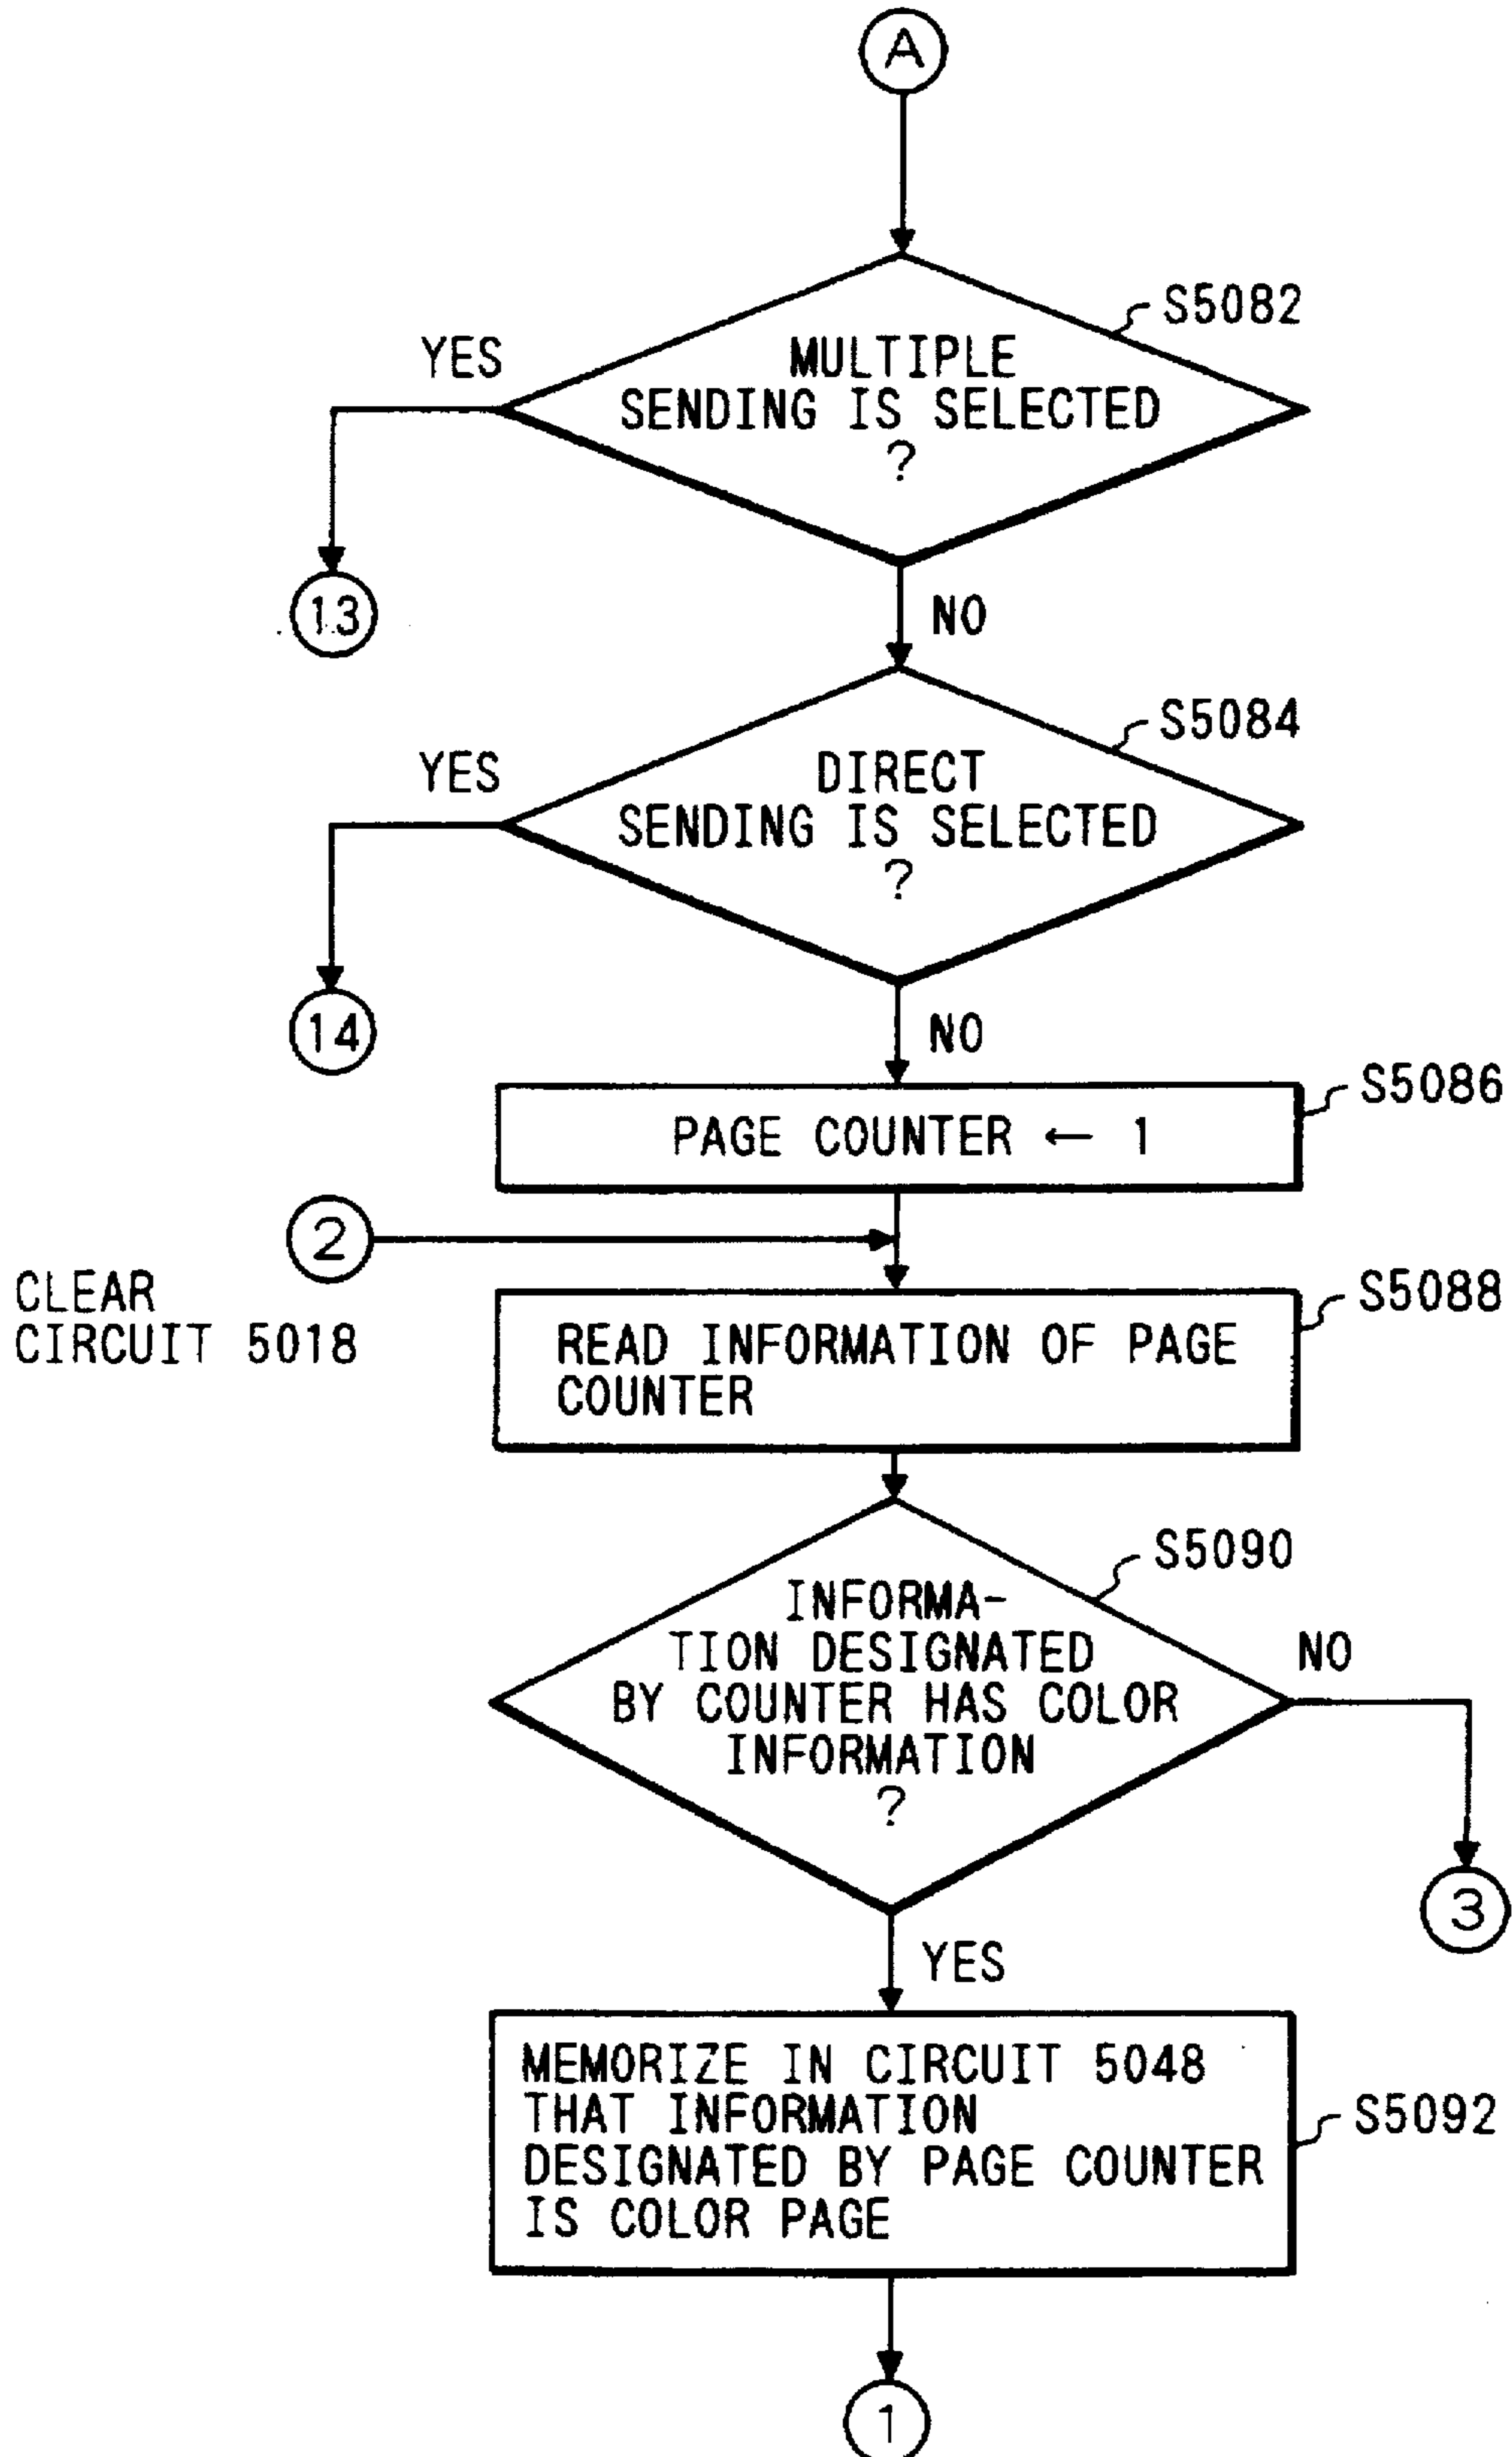 A
S5082
YES
MULTIPLE
SENDING IS SELECTED
?
13
NO
S5084
YES
DIRECT
SENDING IS SELECTED
?
14
NO
S5086
PAGE COUNTER ← 1
2
CLEAR
CIRCUIT 5018
S5088
READ INFORMATION OF PAGE
COUNTER
S5090
INFORMA-
TION DESIGNATED
BY COUNTER HAS COLOR
INFORMATION
?
NO
3
YES
MEMORIZE IN CIRCUIT 5048
THAT INFORMATION
DESIGNATED BY PAGE COUNTER
IS COLOR PAGE
S5092
1